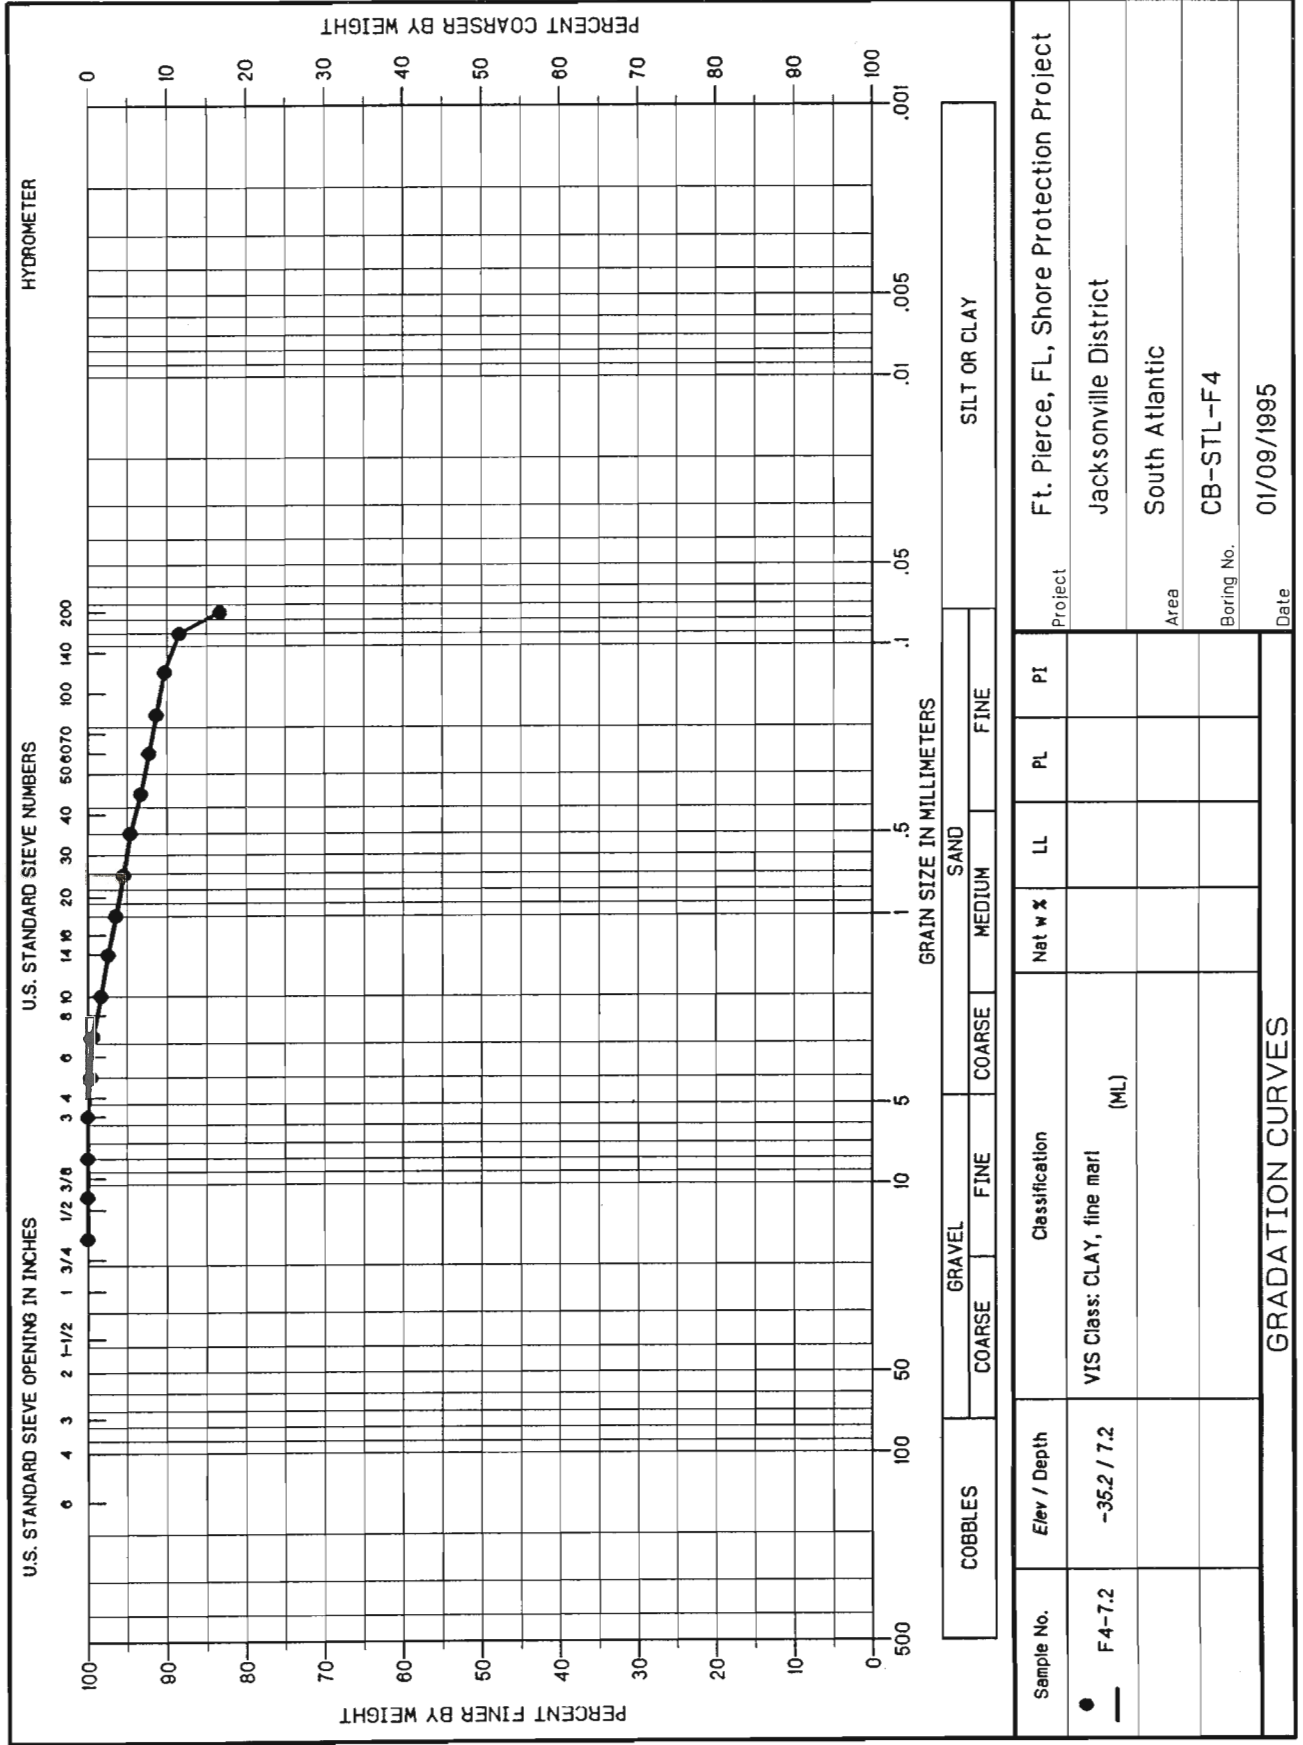 U.S. STANDARD SIEVE OPENING IN INCHES
U.S. STANDARD SIEVE NUMBERS
HYDROMETER
6 4 3 2 1-1/2 1 3/4 1/2 3/8 3 4 6 8 10 14 16 20 30 40 50 60 70 100 140 200
PERCENT FINER BY WEIGHT
100
90
80
70
60
50
40
30
20
10
0
PERCENT COARSER BY WEIGHT
0
10
20
30
40
50
60
70
80
90
100
500 100 50 10 5 1 .5 .1 .05 .01 .005 .001
GRAIN SIZE IN MILLIMETERS
COBBLES
GRAVEL
COARSE FINE
SAND
COARSE MEDIUM FINE
SILT OR CLAY
Sample No. Elev / Depth Classification Nat w % LL PL PI
F4-7.2 -35.2 / 7.2 VIS Class: CLAY, fine marl
(ML)
Project Ft. Pierce, FL, Shore Protection Project
Jacksonville District
Area South Atlantic
Boring No. CB-STL-F4
Date 01/09/1995
GRADATION CURVES